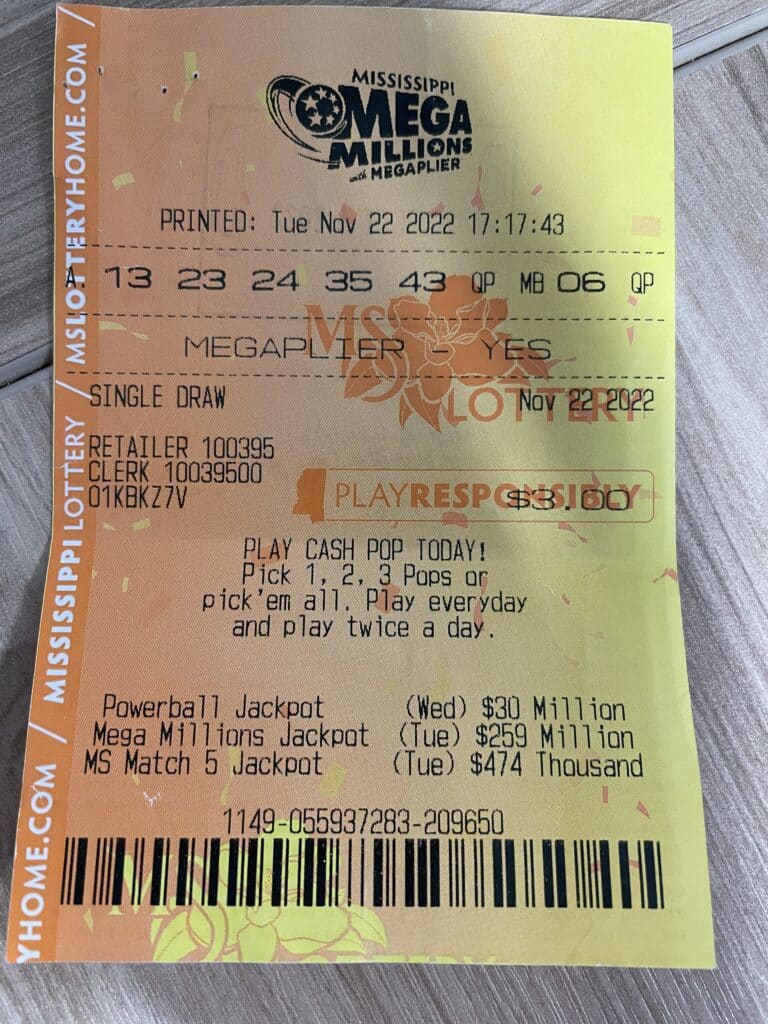 MISSISSIPPI
MEGA
MILLIONS
with MEGAPLIER
PRINTED: Tue Nov 22 2022 17:17:43
A. 13 23 24 35 43 QP MB 06 QP
MS
MEGAPLIER - YES
LOTTERY
SINGLE DRAW Nov 22 2022
RETAILER 100395
CLERK 10039500
01KBKZ7V
PLAYRESPONSIBLY
$3.00
PLAY CASH POP TODAY!
Pick 1, 2, 3 Pops or
pick'em all. Play everyday
and play twice a day.
Powerball Jackpot (Wed) $30 Million
Mega Millions Jackpot (Tue) $259 Million
MS Match 5 Jackpot (Tue) $474 Thousand
1149-055937283-209650
MS
LOTTERY
YHOME.COM / MISSISSIPPI LOTTERY / MSLOTTERYHOME.COM /